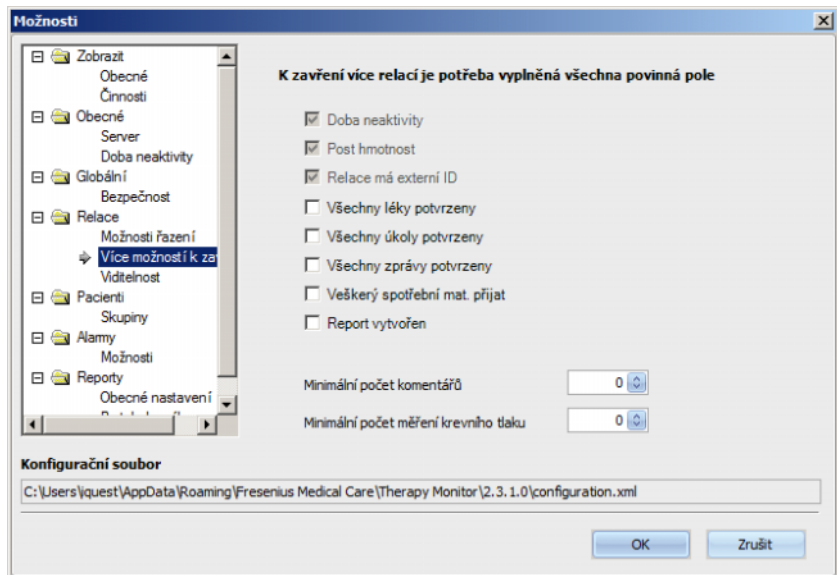 Možnosti
Zobrazit
Obecné
Činnosti
Obecné
Server
Doba neaktivity
Globální
Bezpečnost
Relace
Možnosti řazení
Více možností k za
Viditelnost
Pacienti
Skupiny
Alarmy
Možnosti
Reporty
Obecné nastavení
K zavření více relací je potřeba vyplněná všechna povinná pole
Doba neaktivity
Post hmotnost
Relace má externí ID
Všechny léky potvrzeny
Všechny úkoly potvrzeny
Všechny zprávy potvrzeny
Veškerý spotřební mat. přijat
Report vytvořen
Minimální počet komentářů 0
Minimální počet měření krevního tlaku 0
Konfigurační soubor
C:\Users\iquest\AppData\Roaming\Fresenius Medical Care\Therapy Monitor\2.3.1.0\configuration.xml
OK Zrušit